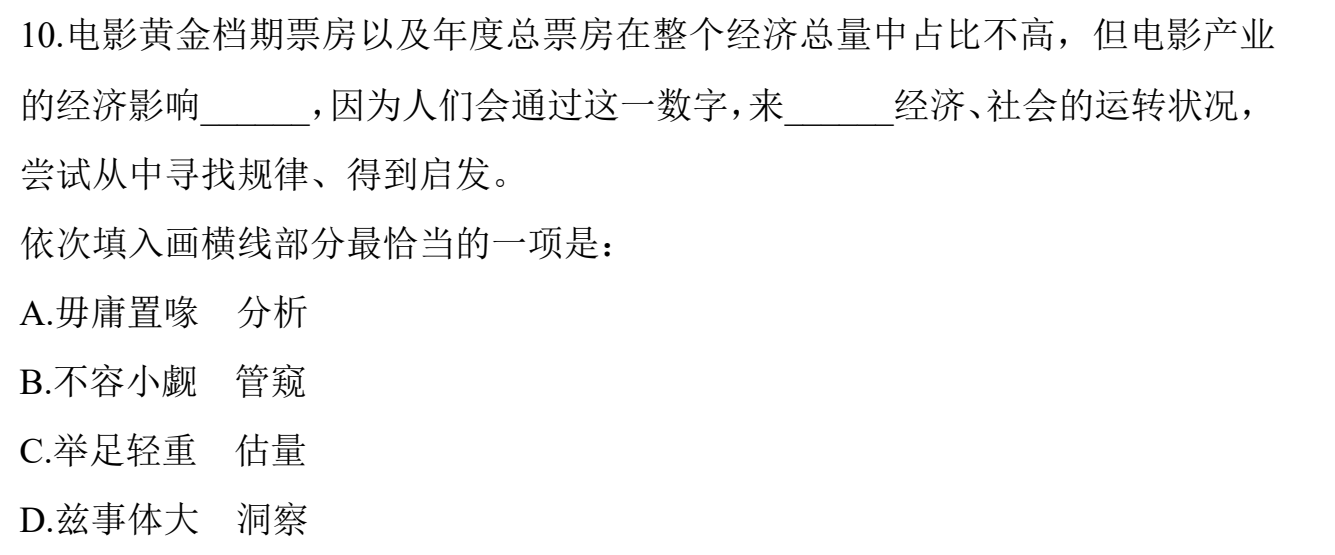 10.电影黄金档期票房以及年度总票房在整个经济总量中占比不高，但电影产业
的经济影响______，因为人们会通过这一数字，来______经济、社会的运转状况，
尝试从中寻找规律、得到启发。
依次填入画横线部分最恰当的一项是：
A.毋庸置喙 分析
B.不容小觑 管窥
C.举足轻重 估量
D.兹事体大 洞察